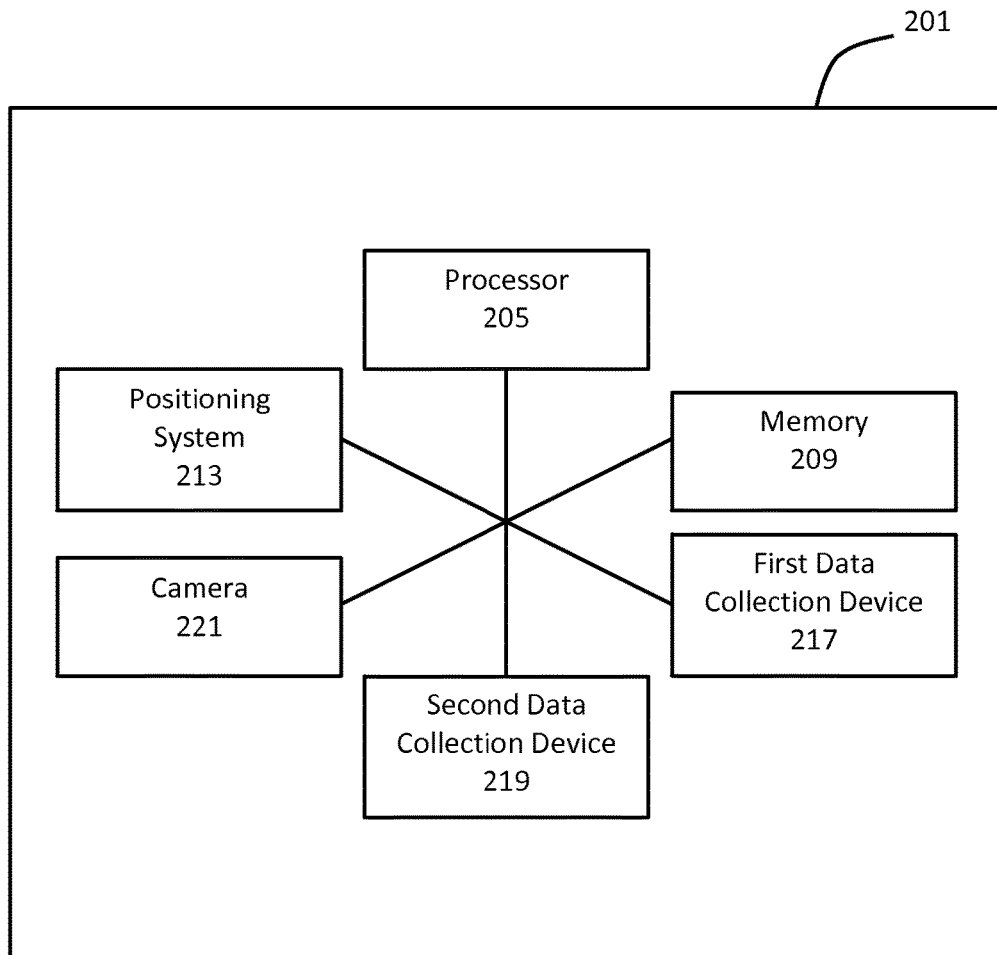 201
Processor
205
Positioning
System
213
Memory
209
Camera
221
First Data
Collection Device
217
Second Data
Collection Device
219